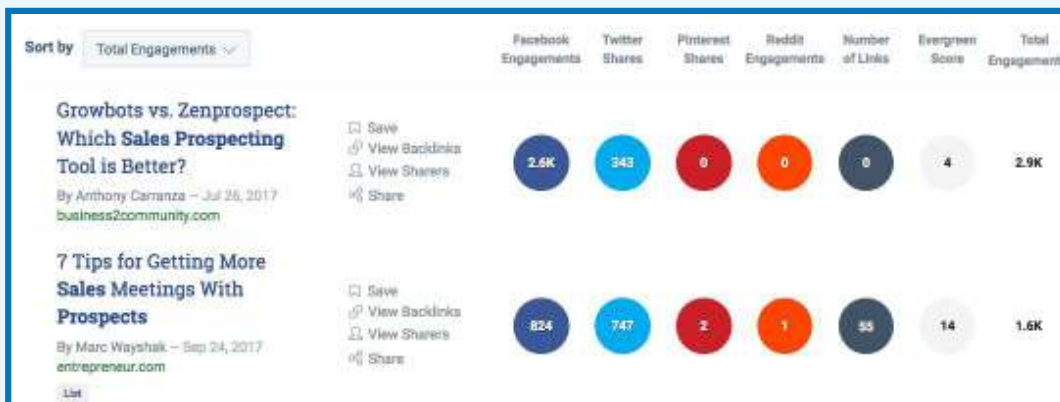 Sort by Total Engagements
Facebook Engagements Twitter Shares Pinterest Shares Reddit Engagements Number of Links Evergreen Score Total Engagement
Growbots vs. Zenprospect:
Which Sales Prospecting
Tool is Better?
By Anthony Carranza – Jul 26, 2017
business2community.com
Save
View Backlinks
View Sharers
Share
2.6K 343 0 0 0 4 2.9K
7 Tips for Getting More
Sales Meetings With
Prospects
By Marc Wayshak – Sep 24, 2017
entrepreneur.com
List
Save
View Backlinks
View Sharers
Share
824 747 2 1 55 14 1.6K